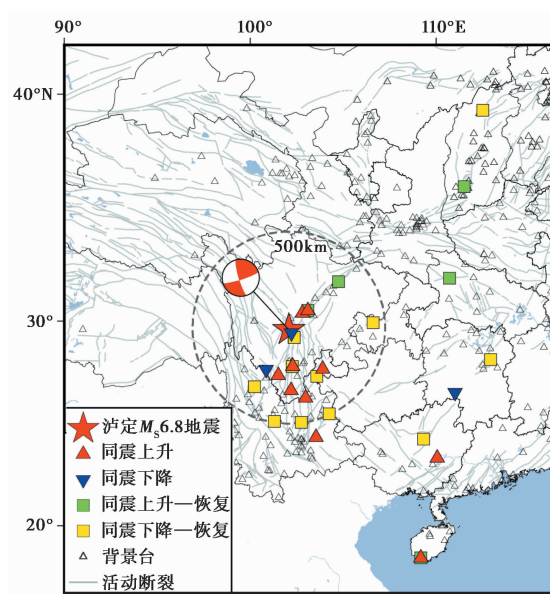 90°
100°
110°E
40°N
500km
30°
20°
泸定Ms6.8地震
同震上升
同震下降
同震上升—恢复
同震下降—恢复
背景台
活动断裂